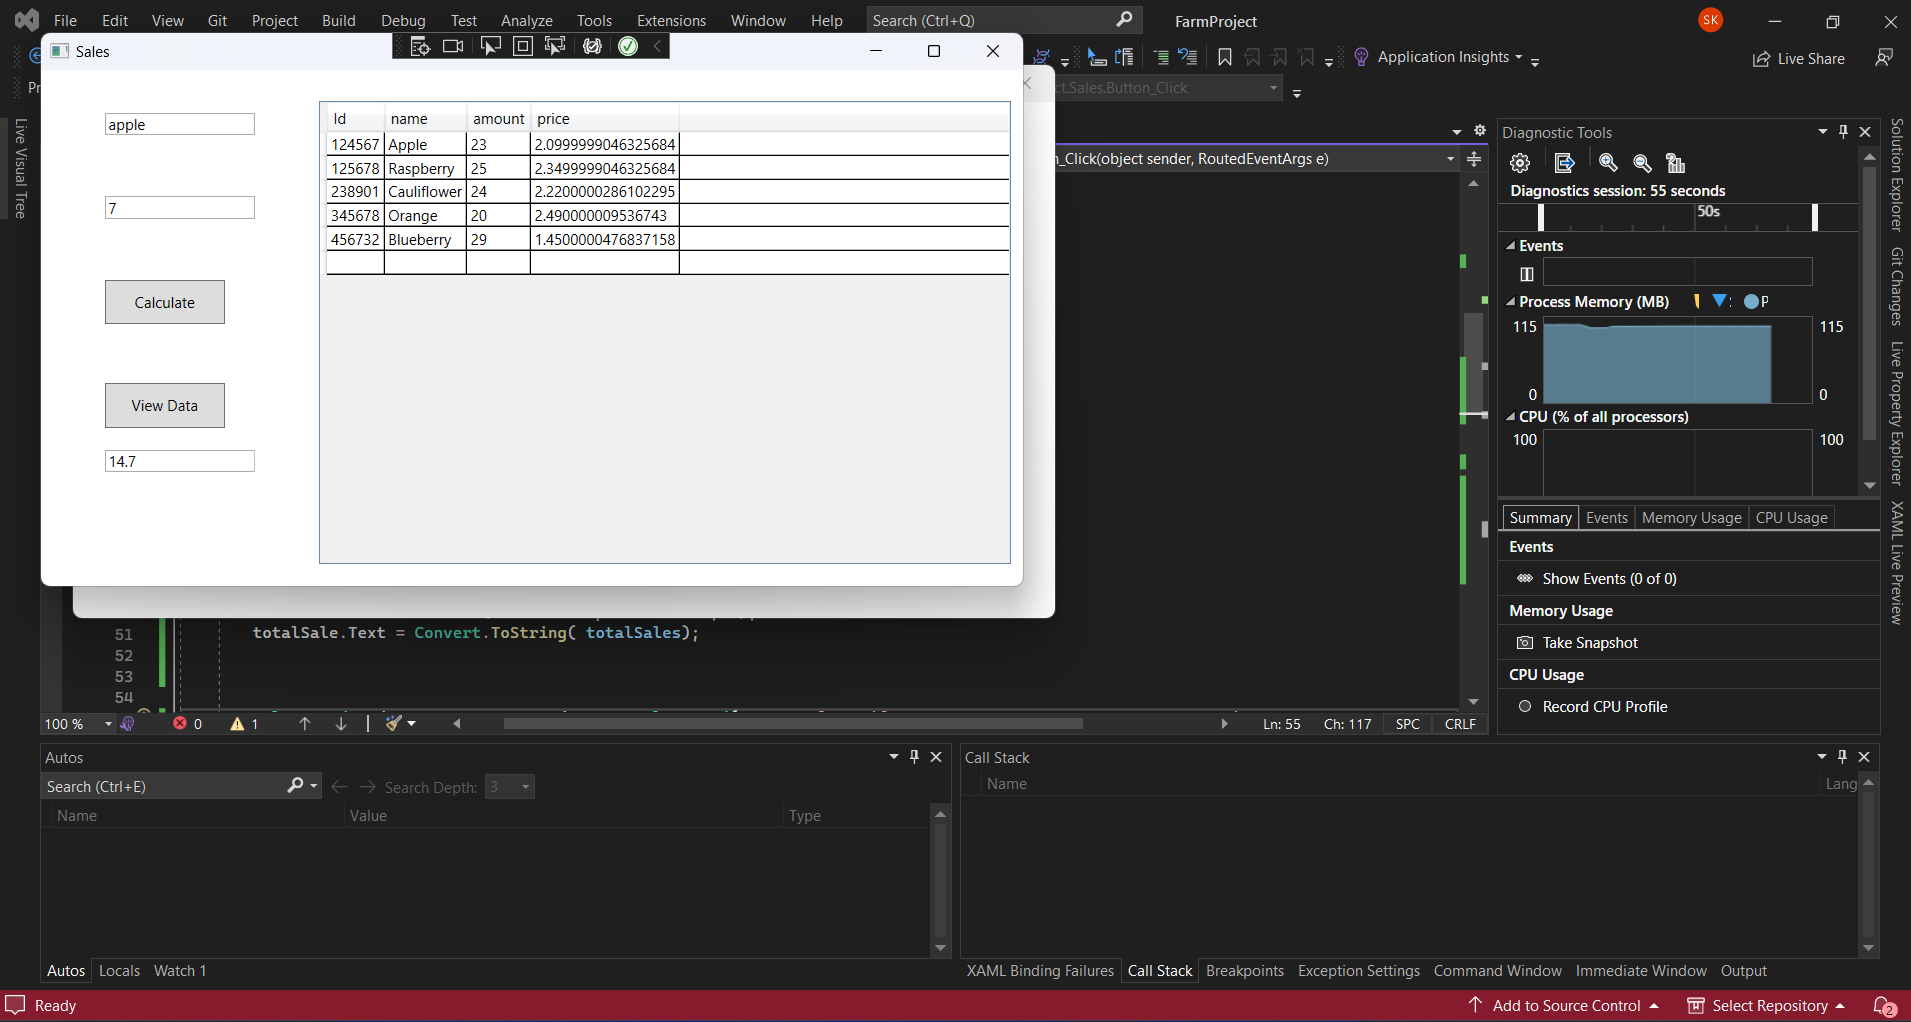 File Edit View Git Project Build Debug Test Analyze Tools Extensions Window Help Search (Ctrl+Q) FarmProject SK
Application Insights Live Share
Sales
Pr
ct.Sales.Button_Click
Live Visual Tree
apple
7
Calculate
View Data
14.7
Id name amount price
124567 Apple 23 2.0999999046325684
125678 Raspberry 25 2.3499999046325684
238901 Cauliflower 24 2.2200000286102295
345678 Orange 20 2.490000009536743
456732 Blueberry 29 1.4500000476837158
_Click(object sender, RoutedEventArgs e)
51 totalSale.Text = Convert.ToString( totalSales);
52
53
54
100 % 0 1 Ln: 55 Ch: 117 SPC CRLF
Diagnostic Tools
Diagnostics session: 55 seconds
50s
Events
Process Memory (MB) P
115 115
0 0
CPU (% of all processors)
100 100
Summary Events Memory Usage CPU Usage
Events
Show Events (0 of 0)
Memory Usage
Take Snapshot
CPU Usage
Record CPU Profile
Solution Explorer
Git Changes
Live Property Explorer
XAML Live Preview
Autos
Search (Ctrl+E) Search Depth: 3
Name Value Type
Autos Locals Watch 1
Call Stack
Name Lang
XAML Binding Failures Call Stack Breakpoints Exception Settings Command Window Immediate Window Output
Ready Add to Source Control Select Repository 2